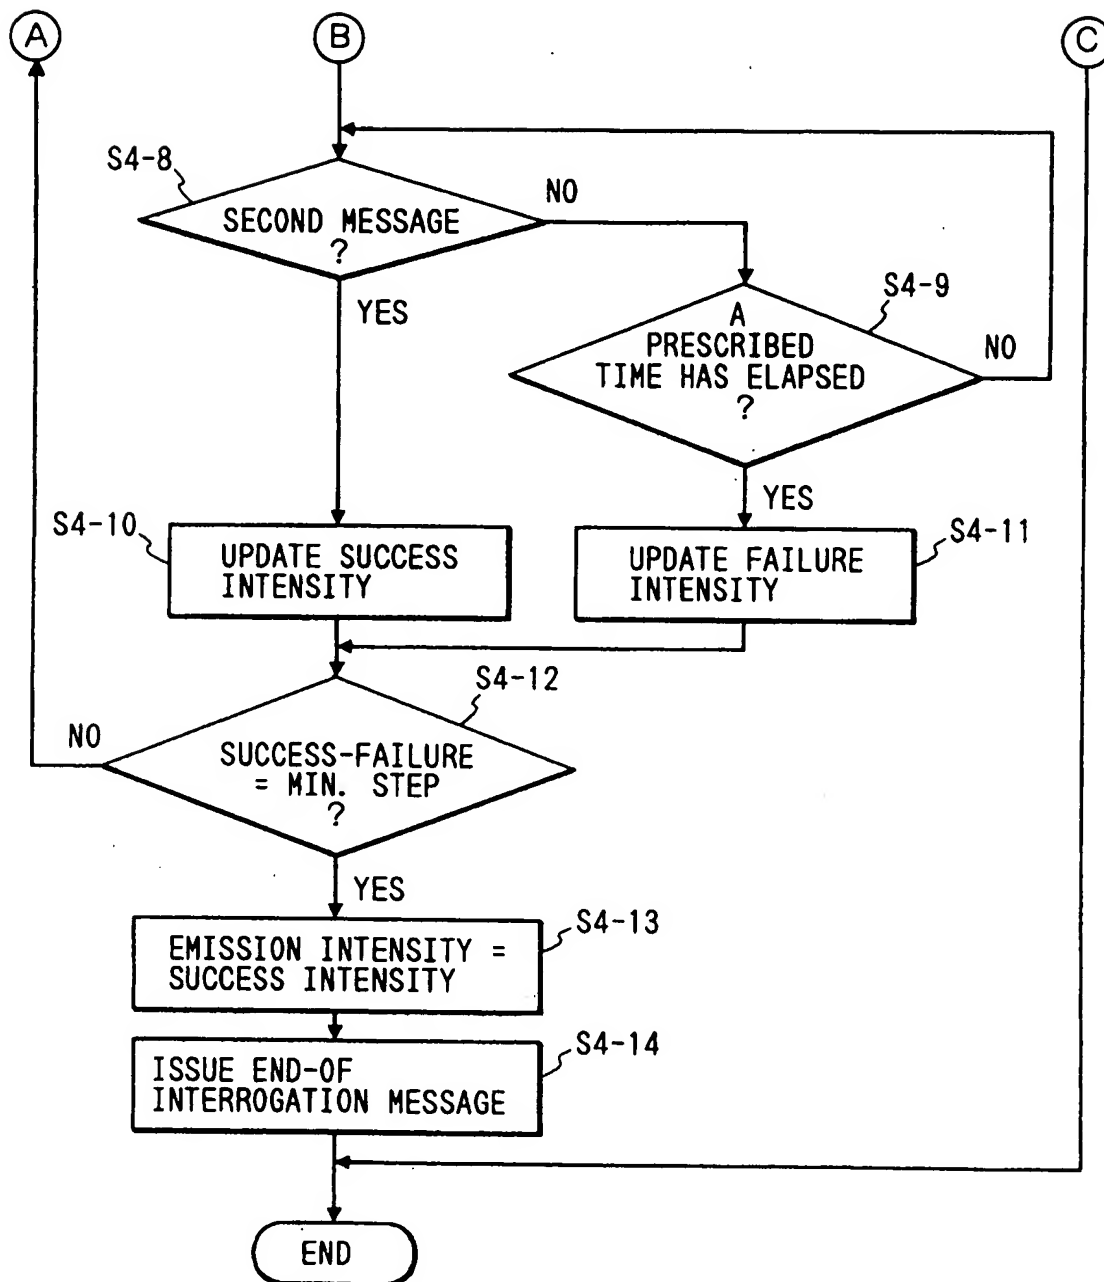 A
B
C
S4-8
SECOND MESSAGE
?
NO
YES
S4-9
A
PRESCRIBED
TIME HAS ELAPSED
?
NO
YES
S4-10
UPDATE SUCCESS
INTENSITY
S4-11
UPDATE FAILURE
INTENSITY
S4-12
NO
SUCCESS-FAILURE
= MIN. STEP
?
YES
S4-13
EMISSION INTENSITY =
SUCCESS INTENSITY
S4-14
ISSUE END-OF
INTERROGATION MESSAGE
END